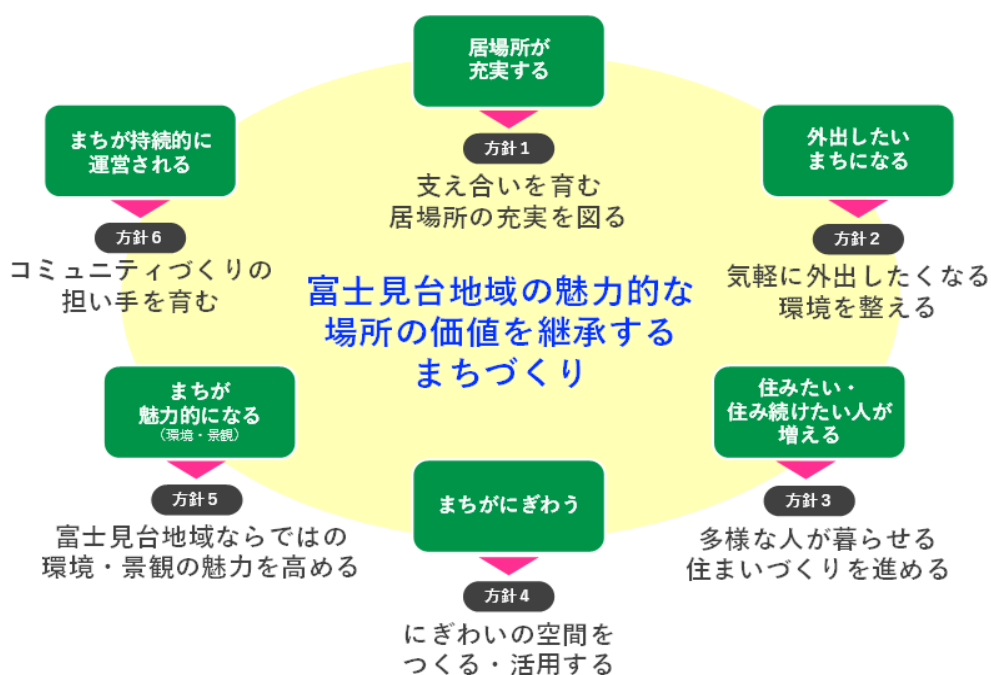 居場所が
充実する
方針1
支え合いを育む
居場所の充実を図る
外出したい
まちになる
方針2
気軽に外出したくなる
環境を整える
住みたい・
住み続けたい人が
増える
方針3
多様な人が暮らせる
住まいづくりを進める
まちがにぎわう
方針4
にぎわいの空間を
つくる・活用する
まちが
魅力的になる
(環境・景観)
方針5
富士見台地域ならではの
環境・景観の魅力を高める
まちが持続的に
運営される
方針6
コミュニティづくりの
担い手を育む
富士見台地域の魅力的な
場所の価値を継承する
まちづくり